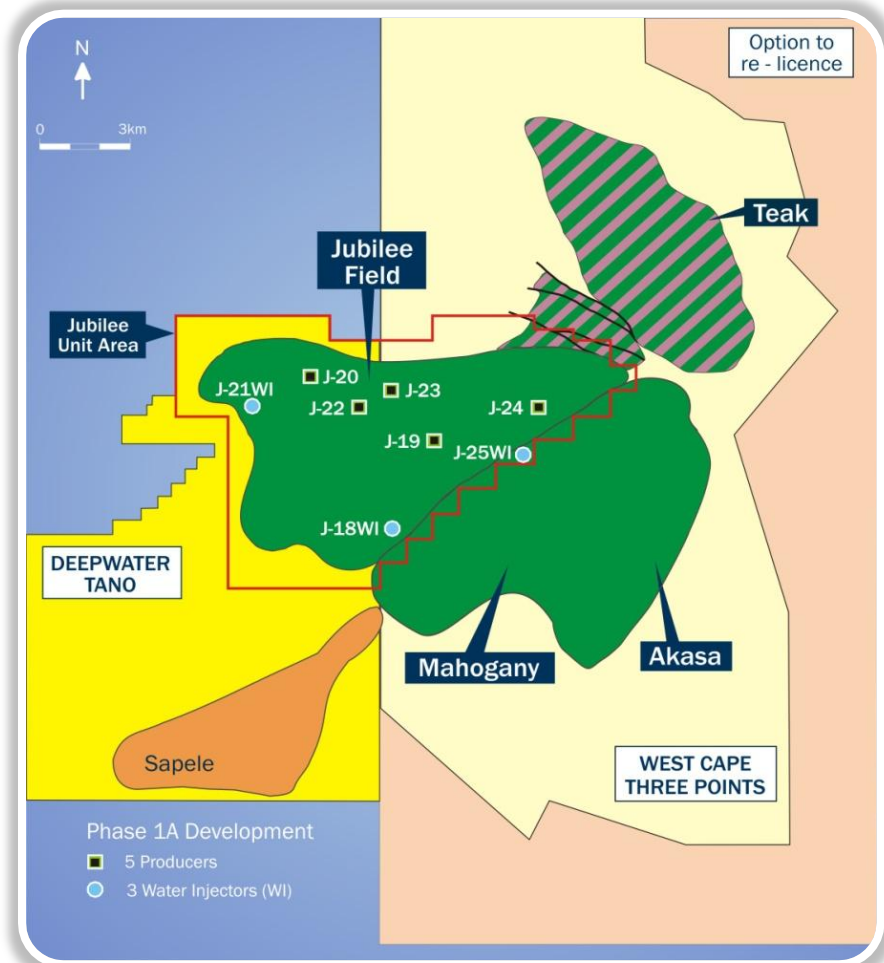 N
0 3km
Option to
re - licence
Teak
Jubilee
Field
Jubilee
Unit Area
J-20
J-21WI
J-23
J-22
J-24
J-19
J-25WI
J-18WI
DEEPWATER
TANO
Mahogany
Akasa
Sapele
WEST CAPE
THREE POINTS
Phase 1A Development
5 Producers
3 Water Injectors (WI)